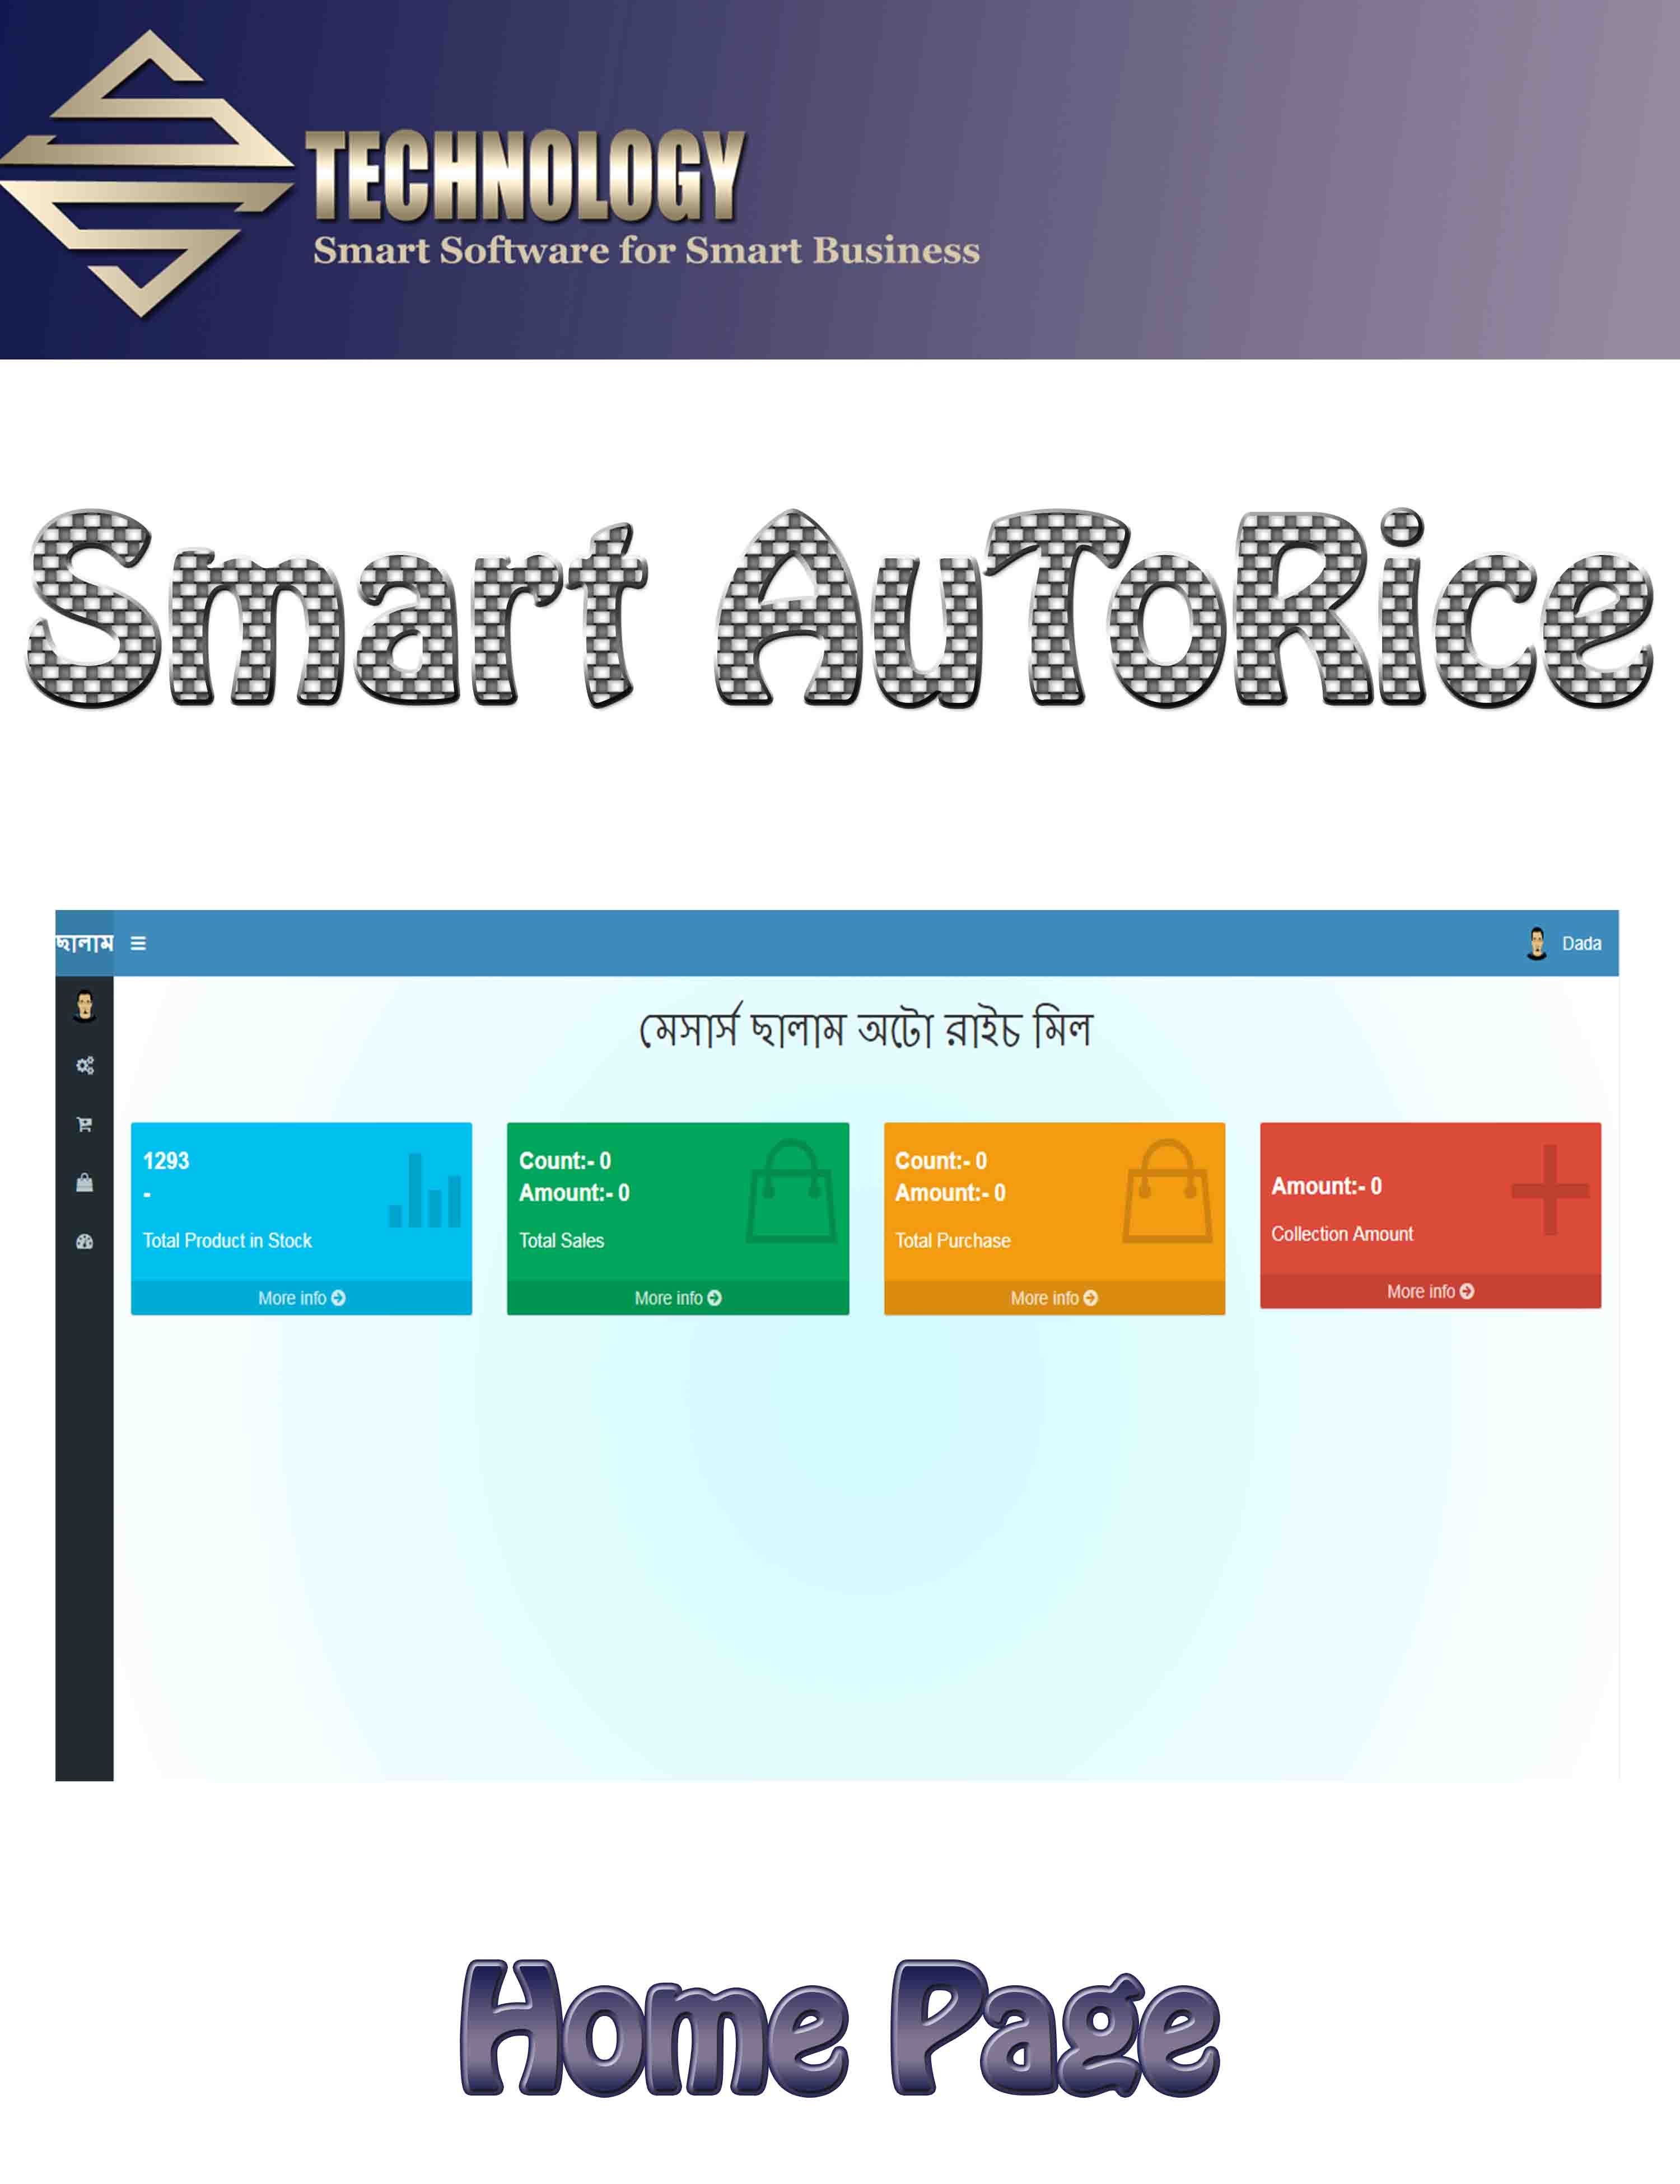 TECHNOLOGY
Smart Software for Smart Business
Smart AuToRice
ছালাম
Dada
মেসার্স ছালাম অটো রাইচ মিল
1293
-
Total Product in Stock
More info
Count:- 0
Amount:- 0
Total Sales
More info
Count:- 0
Amount:- 0
Total Purchase
More info
Amount:- 0
Collection Amount
More info
Home Page